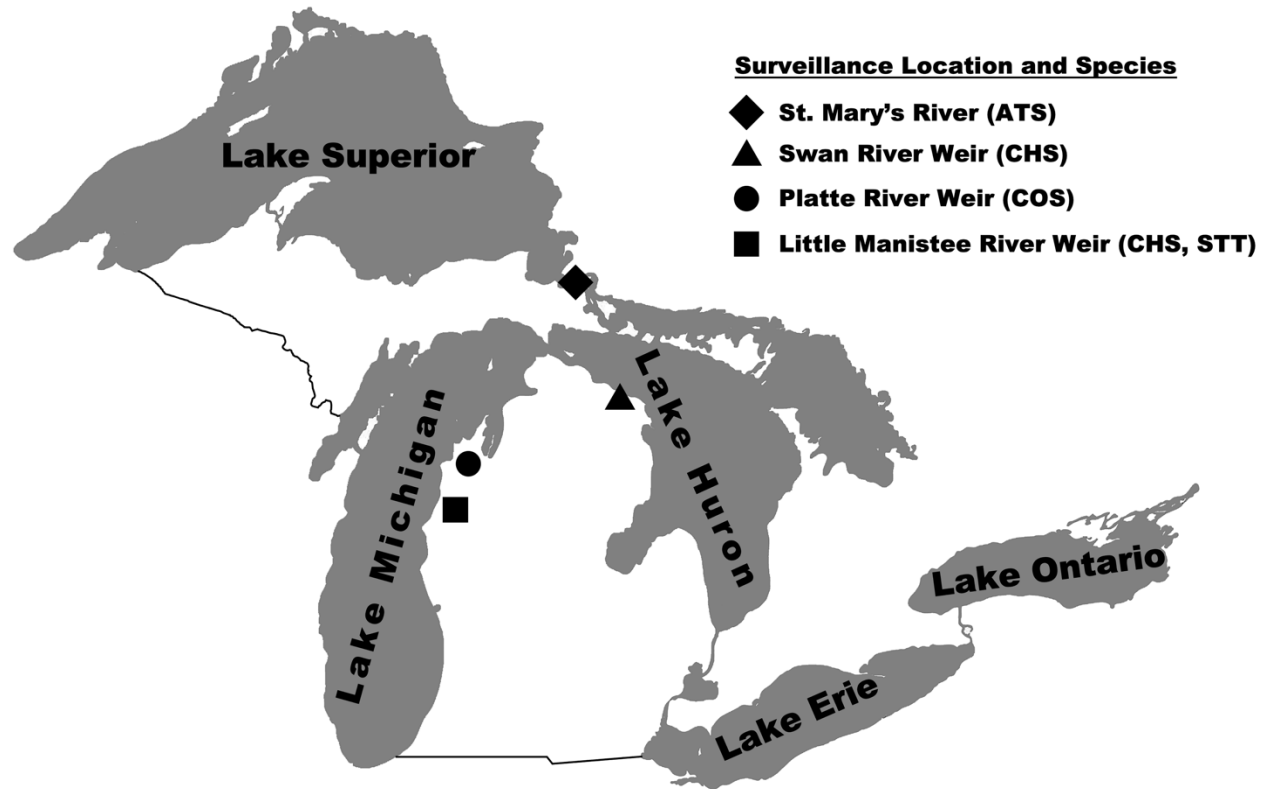 Surveillance Location and Species
St. Mary's River (ATS)
Swan River Weir (CHS)
Platte River Weir (COS)
Little Manistee River Weir (CHS, STT)
Lake Superior
Lake Michigan
Lake Huron
Lake Ontario
Lake Erie